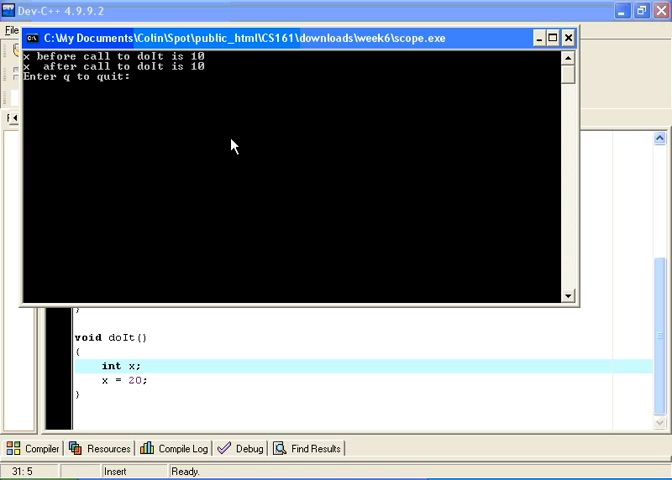 Dev-C++ 4.9.9.2
File
C:\My Documents\Colin\Spot\public_html\CS161\downloads\week6\scope.exe
x before call to doIt is 10
x  after call to doIt is 10
Enter q to quit:
}
void doIt()
{
    int x;
    x = 20;
}
Compiler Resources Compile Log Debug Find Results
31: 5 Insert Ready.